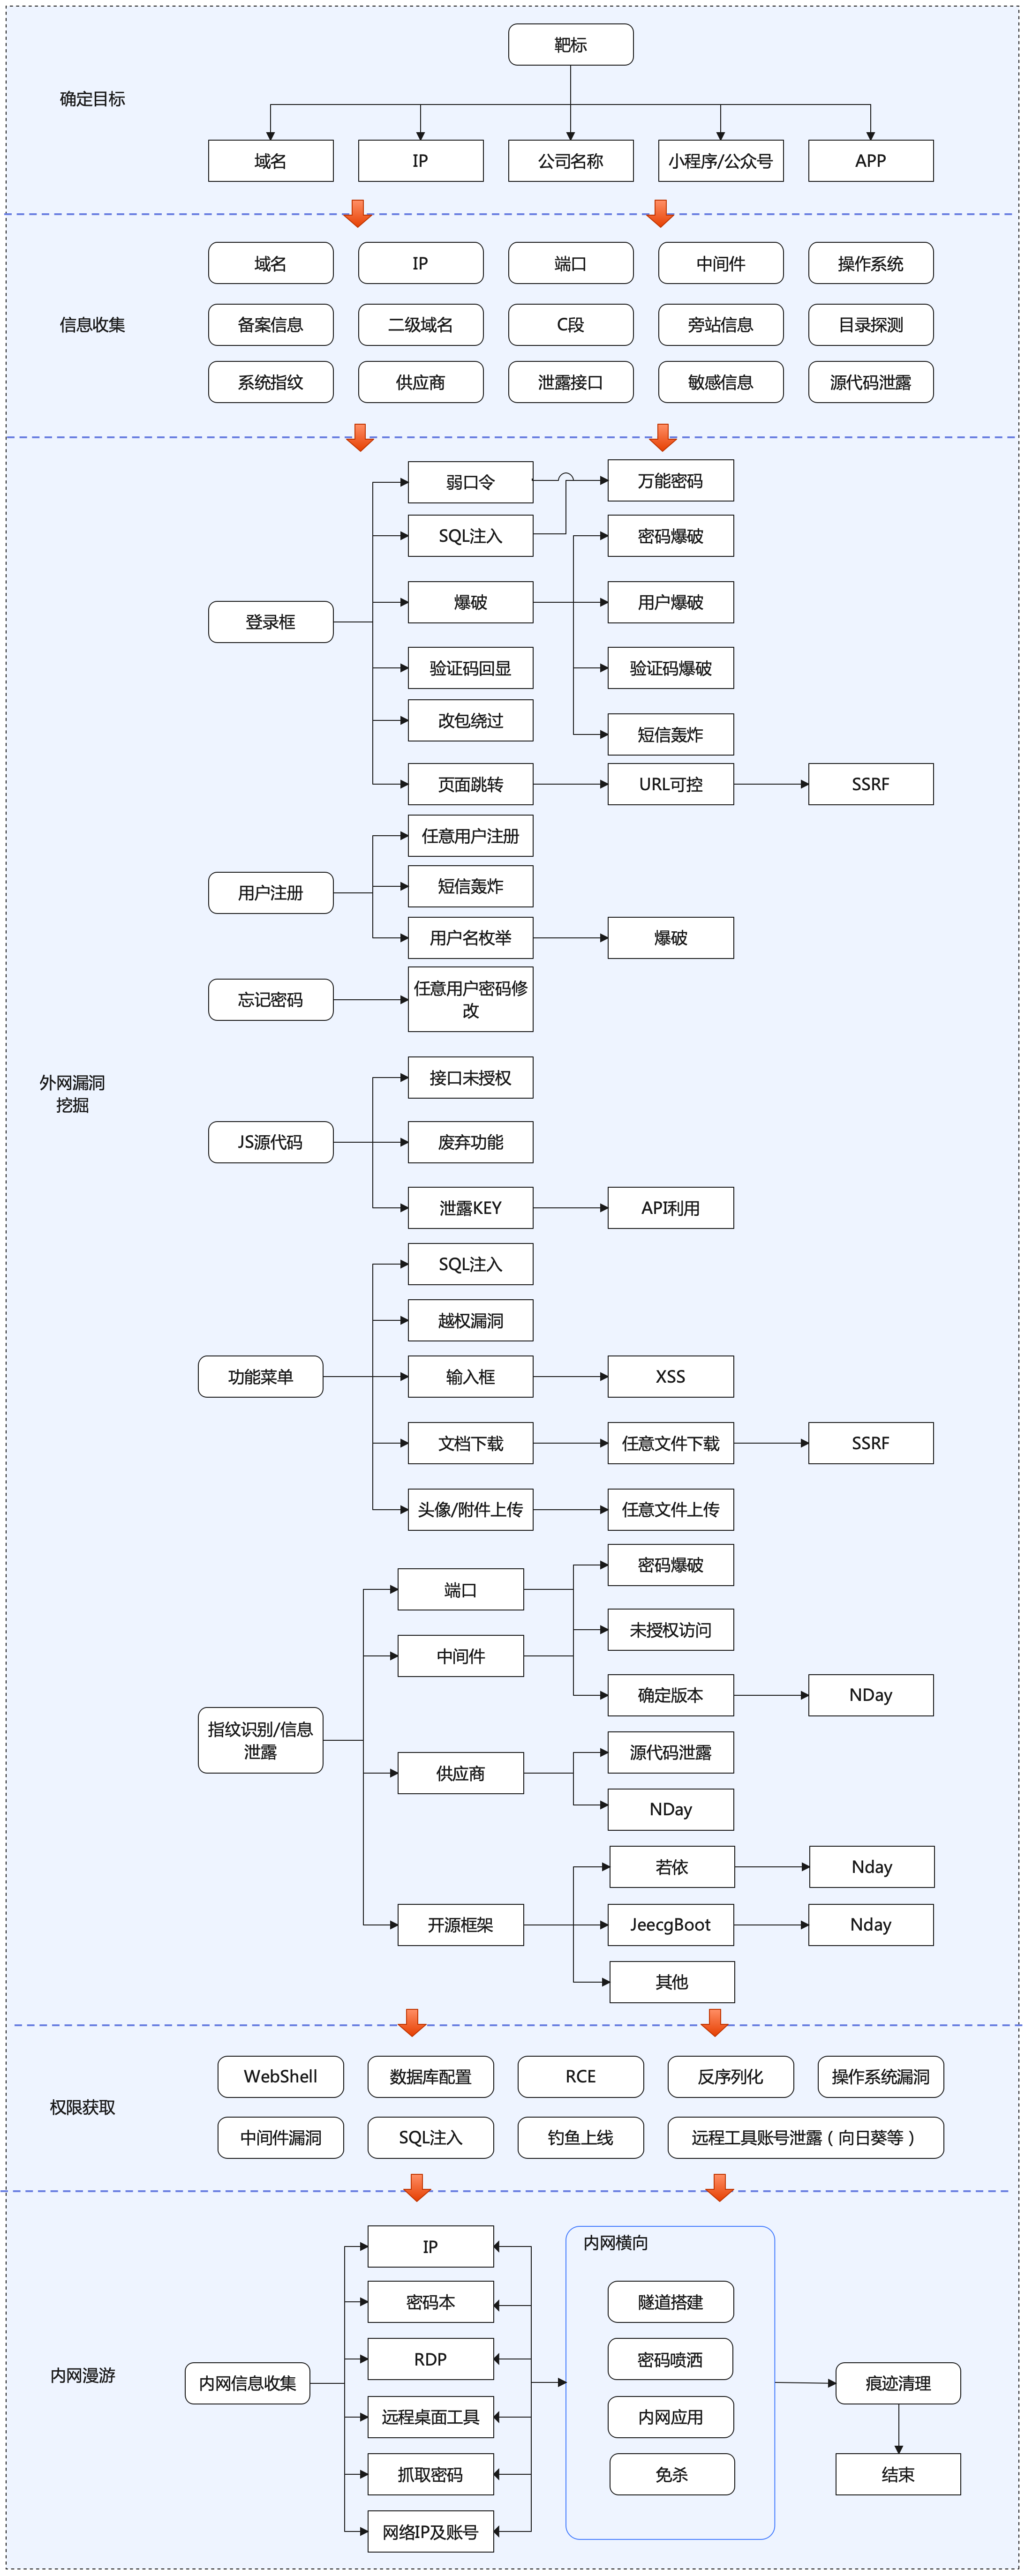 靶标
确定目标
域名
IP
公司名称
小程序/公众号
APP
域名
IP
端口
中间件
操作系统
信息收集
备案信息
二级域名
C段
旁站信息
目录探测
系统指纹
供应商
泄露接口
敏感信息
源代码泄露
外网漏洞
挖掘
登录框
弱口令
万能密码
SQL注入
密码爆破
爆破
用户爆破
验证码回显
验证码爆破
改包绕过
短信轰炸
页面跳转
URL可控
SSRF
用户注册
任意用户注册
短信轰炸
用户名枚举
爆破
忘记密码
任意用户密码修
改
JS源代码
接口未授权
废弃功能
泄露KEY
API利用
功能菜单
SQL注入
越权漏洞
输入框
XSS
文档下载
任意文件下载
SSRF
头像/附件上传
任意文件上传
指纹识别/信息
泄露
端口
密码爆破
中间件
未授权访问
确定版本
NDay
供应商
源代码泄露
NDay
开源框架
若依
Nday
JeecgBoot
Nday
其他
权限获取
WebShell
数据库配置
RCE
反序列化
操作系统漏洞
中间件漏洞
SQL注入
钓鱼上线
远程工具账号泄露（向日葵等）
内网漫游
内网信息收集
IP
密码本
RDP
远程桌面工具
抓取密码
网络IP及账号
内网横向
隧道搭建
密码喷洒
内网应用
免杀
痕迹清理
结束